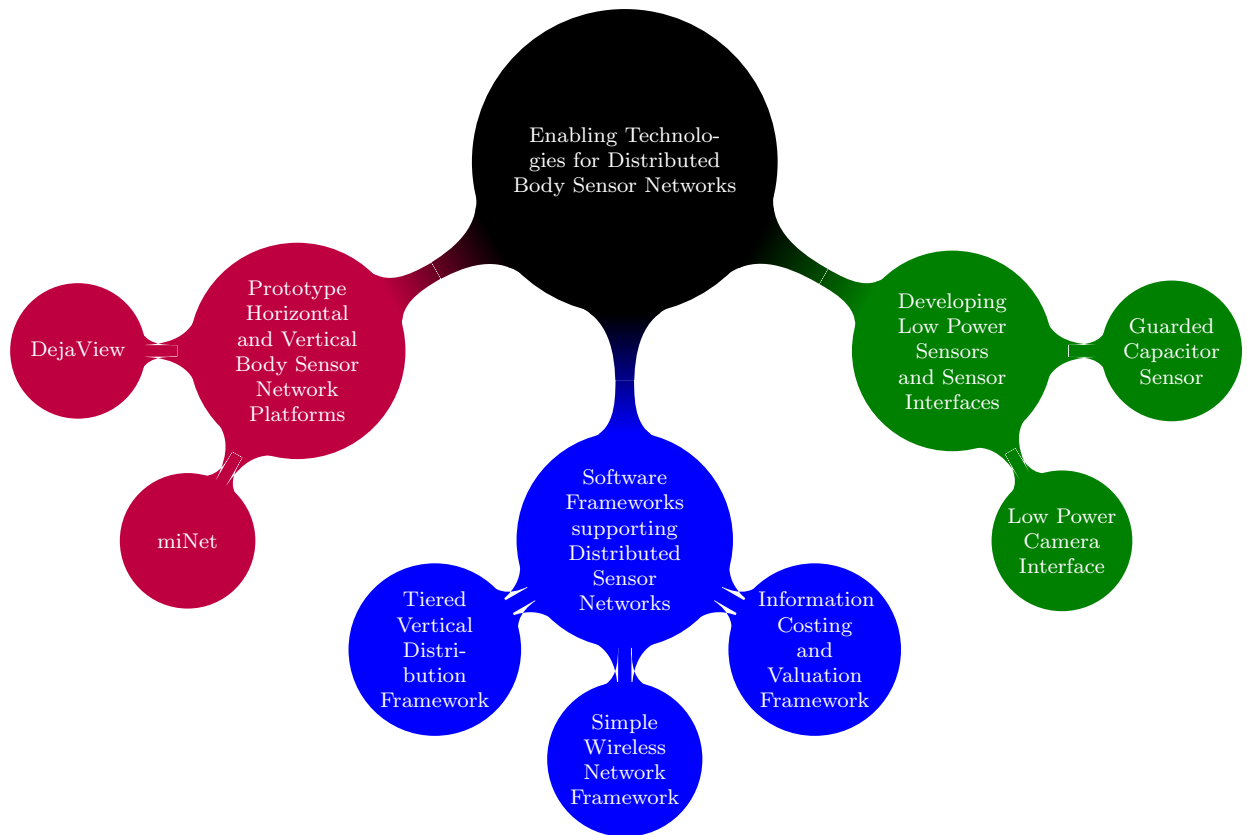 Enabling Technolo-
gies for Distributed
Body Sensor Networks
Prototype
Horizontal
and Vertical
Body Sensor
Network
Platforms
DejaView
miNet
Software
Frameworks
supporting
Distributed
Sensor
Networks
Tiered
Vertical
Distri-
bution
Framework
Simple
Wireless
Network
Framework
Information
Costing
and
Valuation
Framework
Developing
Low Power
Sensors
and Sensor
Interfaces
Guarded
Capacitor
Sensor
Low Power
Camera
Interface